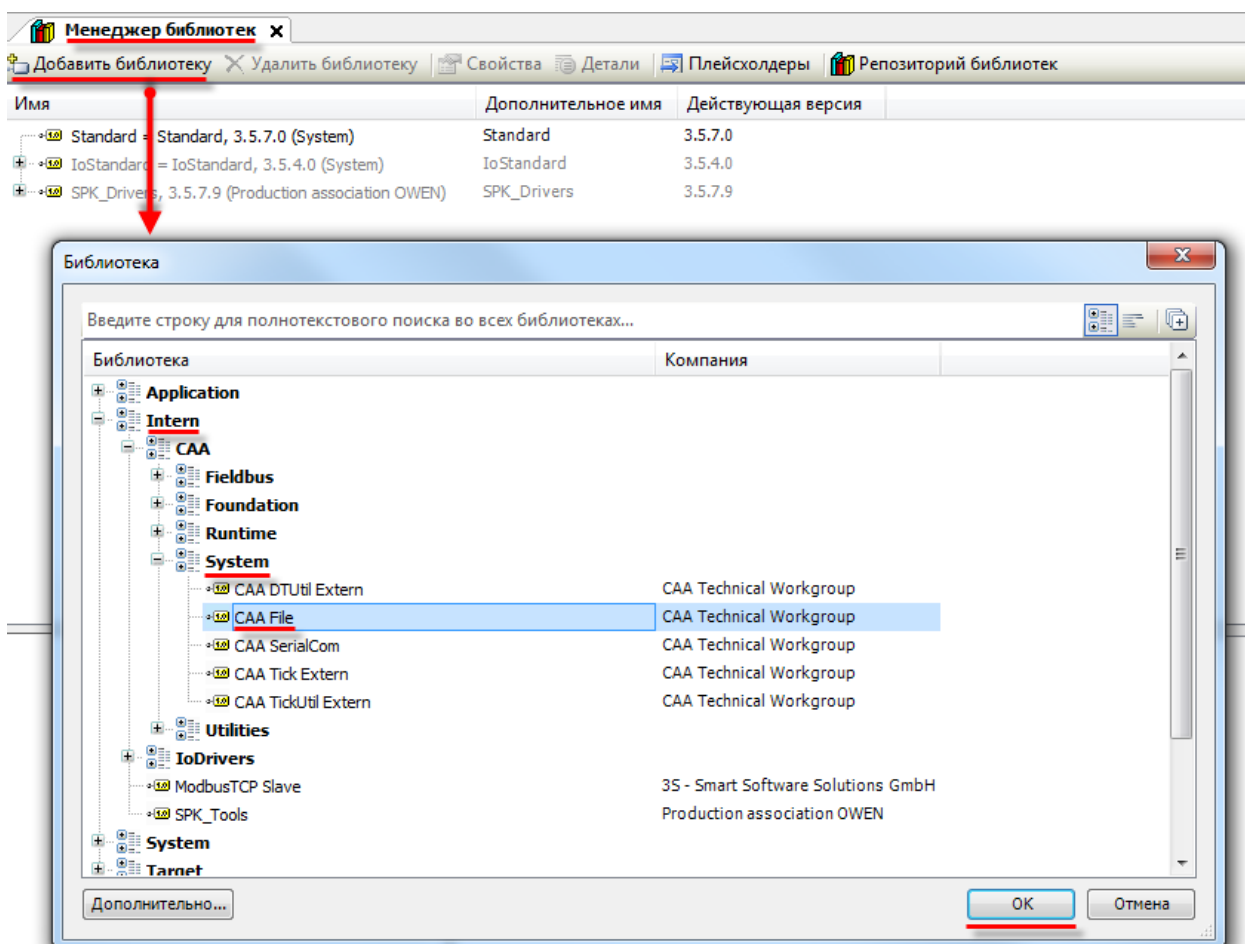 Менеджер библиотек x
Добавить библиотеку Удалить библиотеку Свойства Детали Плейсхолдеры Репозиторий библиотек
Имя Дополнительное имя Действующая версия
Standard = Standard, 3.5.7.0 (System) Standard 3.5.7.0
IoStandard = IoStandard, 3.5.4.0 (System) IoStandard 3.5.4.0
SPK_Drivers, 3.5.7.9 (Production association OWEN) SPK_Drivers 3.5.7.9
Библиотека
Введите строку для полнотекстового поиска во всех библиотеках...
Библиотека Компания
Application
Intern
CAA
Fieldbus
Foundation
Runtime
System
CAA DTUtil Extern CAA Technical Workgroup
CAA File CAA Technical Workgroup
CAA SerialCom CAA Technical Workgroup
CAA Tick Extern CAA Technical Workgroup
CAA TickUtil Extern CAA Technical Workgroup
Utilities
IoDrivers
ModbusTCP Slave 3S - Smart Software Solutions GmbH
SPK_Tools Production association OWEN
System
Target
Дополнительно... OK Отмена